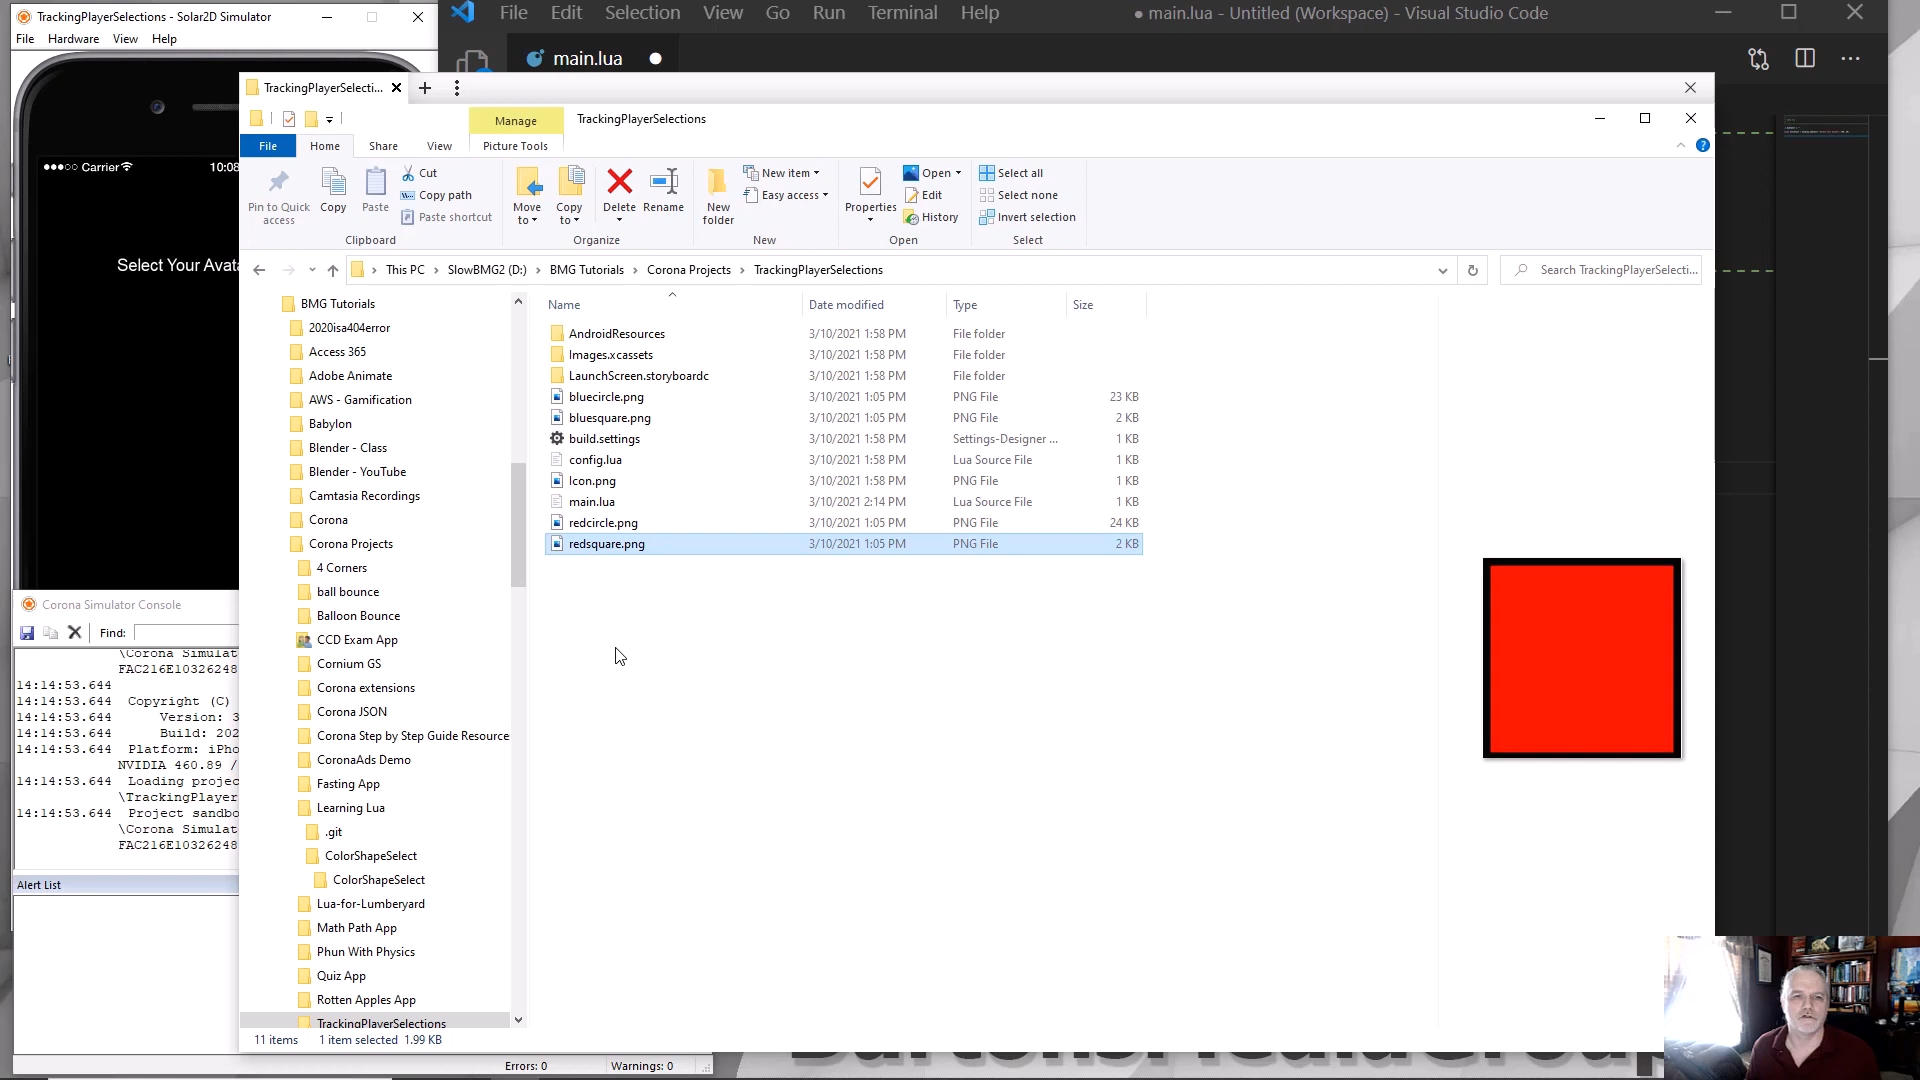 TrackingPlayerSelections - Solar2D Simulator
File Hardware View Help
File Edit Selection View Go Run Terminal Help
● main.lua - Untitled (Workspace) - Visual Studio Code
main.lua
Carrier 10:08
Select Your Avata
TrackingPlayerSelecti...
Manage
TrackingPlayerSelections
File Home Share View Picture Tools
Pin to Quick access
Copy
Paste
Cut
Copy path
Paste shortcut
Clipboard
Move to
Copy to
Delete
Rename
Organize
New folder
New item
Easy access
New
Properties
Open
Edit
History
Open
Select all
Select none
Invert selection
Select
This PC > SlowBMG2 (D:) > BMG Tutorials > Corona Projects > TrackingPlayerSelections
Search TrackingPlayerSelecti...
BMG Tutorials
2020isa404error
Access 365
Adobe Animate
AWS - Gamification
Babylon
Blender - Class
Blender - YouTube
Camtasia Recordings
Corona
Corona Projects
4 Corners
ball bounce
Balloon Bounce
CCD Exam App
Cornium GS
Corona extensions
Corona JSON
Corona Step by Step Guide Resource
CoronaAds Demo
Fasting App
Learning Lua
.git
ColorShapeSelect
ColorShapeSelect
Lua-for-Lumberyard
Math Path App
Phun With Physics
Quiz App
Rotten Apples App
TrackingPlayerSelections
Name Date modified Type Size
AndroidResources 3/10/2021 1:58 PM File folder
Images.xcassets 3/10/2021 1:58 PM File folder
LaunchScreen.storyboardc 3/10/2021 1:58 PM File folder
bluecircle.png 3/10/2021 1:05 PM PNG File 23 KB
bluesquare.png 3/10/2021 1:05 PM PNG File 2 KB
build.settings 3/10/2021 1:58 PM Settings-Designer ... 1 KB
config.lua 3/10/2021 1:58 PM Lua Source File 1 KB
Icon.png 3/10/2021 1:58 PM PNG File 1 KB
main.lua 3/10/2021 2:14 PM Lua Source File 1 KB
redcircle.png 3/10/2021 1:05 PM PNG File 24 KB
redsquare.png 3/10/2021 1:05 PM PNG File 2 KB
11 items 1 item selected 1.99 KB
Corona Simulator Console
Find:
\Corona Simulat
FAC216E10326248
14:14:53.644
14:14:53.644 Copyright (C)
14:14:53.644 Version: 3
14:14:53.644 Build: 202
14:14:53.644 Platform: iPho
NVIDIA 460.89 /
14:14:53.644 Loading projec
\TrackingPlayer
14:14:53.644 Project sandbo
\Corona Simulat
FAC216E10326248
Alert List
Errors: 0 Warnings: 0